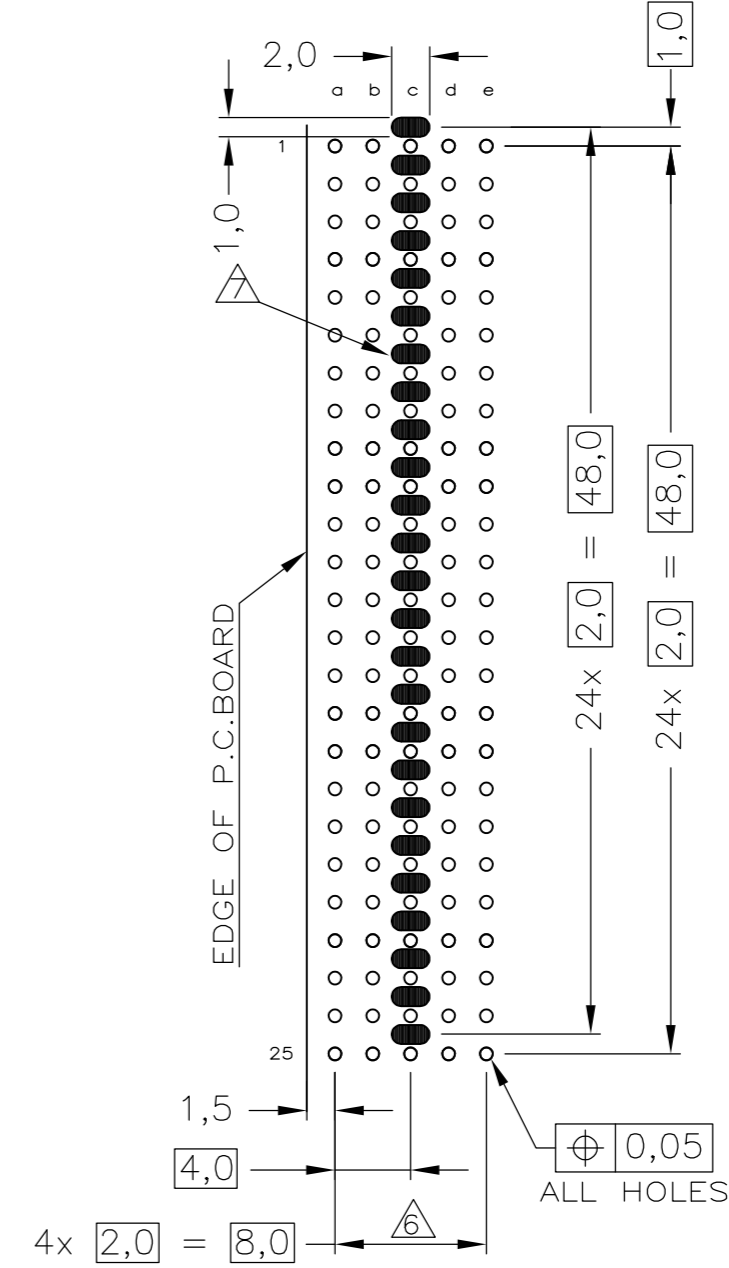 2,0
1,0
a b c d e
1
1,0
7
24x 2,0 = 48,0
24x 2,0 = 48,0
EDGE OF P.C.BOARD
25
1,5
4,0
0,05
ALL HOLES
6
4x 2,0 = 8,0